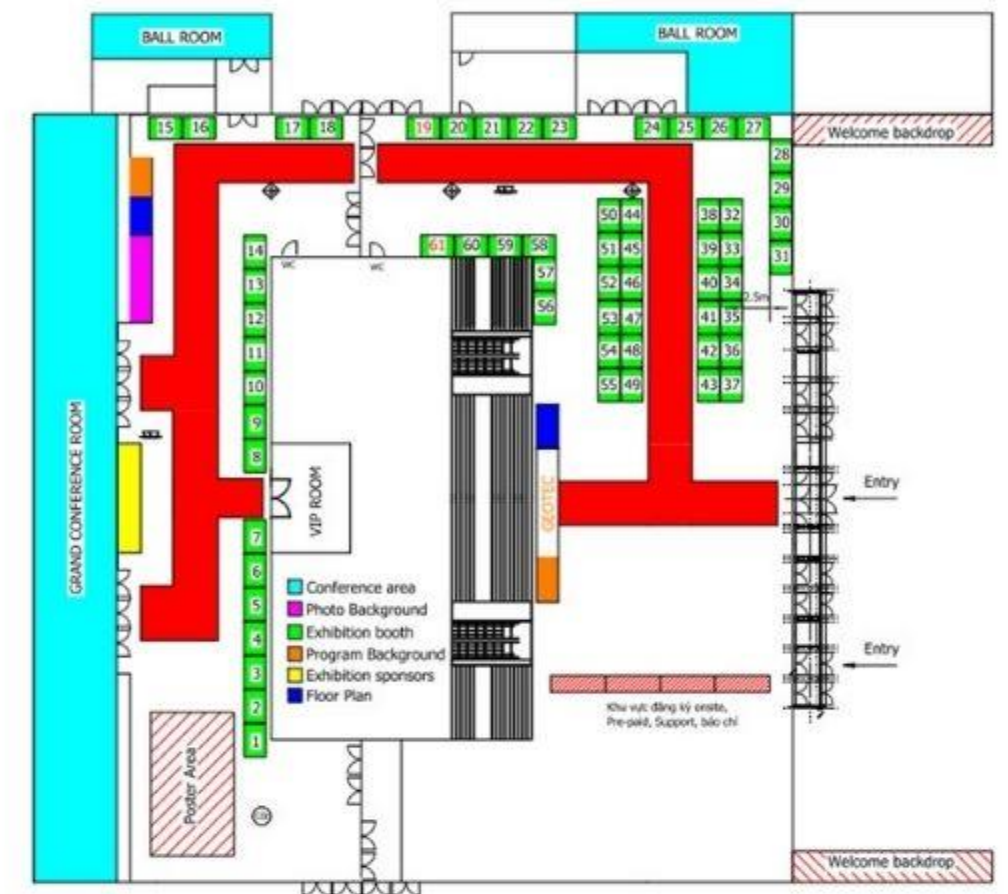 BALL ROOM
BALL ROOM
15 16 17 18 19 20 21 22 23 24 25 26 27
Welcome backdrop
28
29
30
31
50 44 38 32
51 45 39 33
52 46 40 34
53 47 41 35
54 48 42 36
55 49 43 37
2.5m
61 60 59 58
57
56
WC
WC
14
13
12
11
10
9
8
7
6
5
4
3
2
1
GRAND CONFERENCE ROOM
VIP ROOM
GEOTEC
Entry
Entry
Conference area
Photo Background
Exhibition booth
Program Background
Exhibition sponsors
Floor Plan
Khu vực đăng ký onsite,
Pre-paid, Support, báo chí
Poster Area
Welcome backdrop